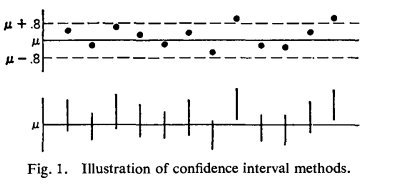 μ + .8
μ
μ – .8
μ
Fig. 1. Illustration of confidence interval methods.